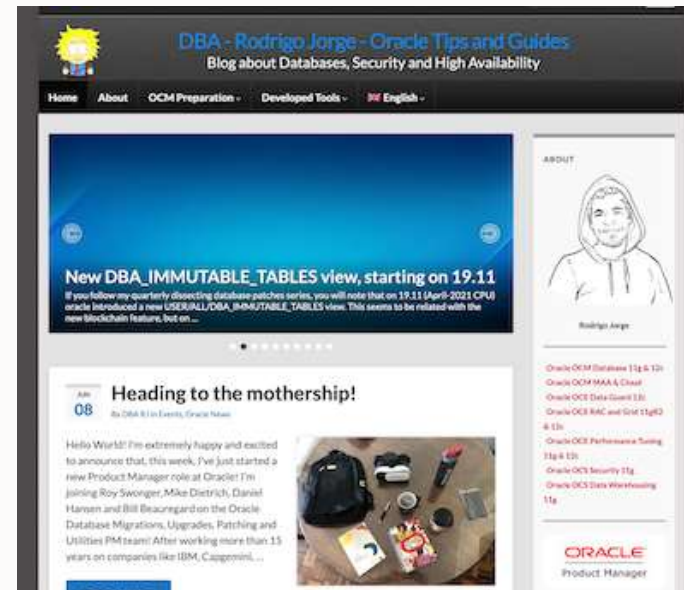 DBA - Rodrigo Jorge - Oracle Tips and Guides
Blog about Databases, Security and High Availability
Home About OCM Preparation Developed Tools English
New DBA_IMMUTABLE_TABLES view, starting on 19.11
If you follow my quarterly dissecting database patches series, you will note that on 19.11 (April-2021 CPU)
oracle introduced a new USER/ALL/DBA_IMMUTABLE_TABLES view. This seems to be related with the
new blockchain feature, but on ...
JUN
08
Heading to the mothership!
By DBA RJ in Events, Oracle News
Hello World! I'm extremely happy and excited
to announce that, this week, I've just started a
new Product Manager role at Oracle! I'm
joining Roy Swonger, Mike Dietrich, Daniel
Hansen and Bill Beauregard on the Oracle
Database Migrations, Upgrades, Patching and
Utilities PM team! After working more than 15
years on companies like IBM, Capgemini, ...
ABOUT
Rodrigo Jorge
Oracle OCM Database 11g & 12c
Oracle OCM MAA & Cloud
Oracle OCE Data Guard 12c
Oracle OCE RAC and Grid 11gR2
& 12c
Oracle OCE Performance Tuning
11g & 12c
Oracle OCS Security 11g
Oracle OCS Data Warehousing
11g
ORACLE
Product Manager